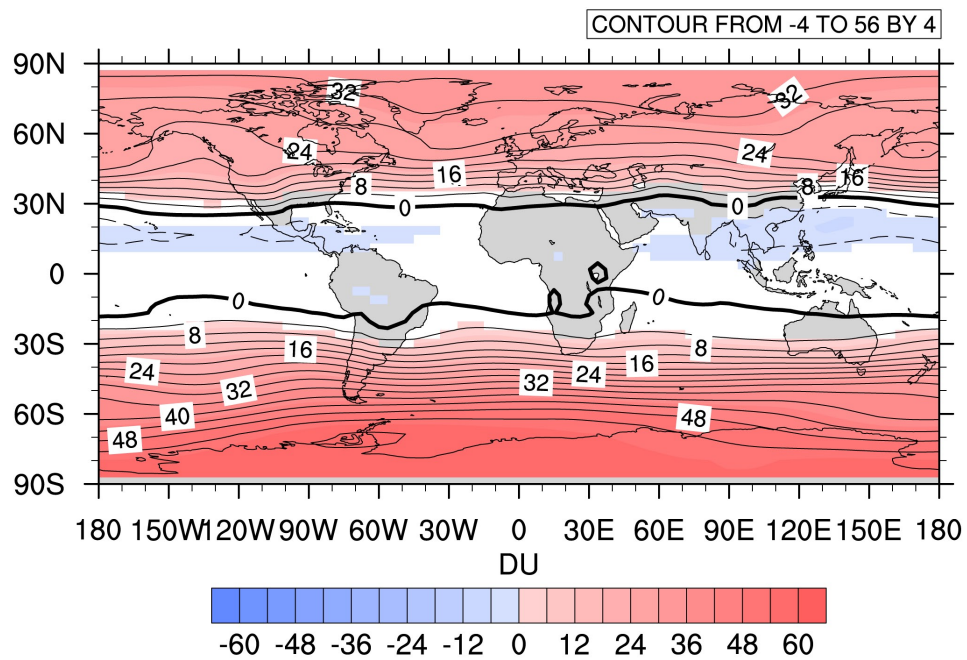 CONTOUR FROM -4 TO 56 BY 4
90N
32 32
60N
24 24
8 16 8 16
30N
0 0
0
0 0
8 8
30S
16 16
24 32 24
32
60S
40 48
48
90S
180 150W 120W 90W 60W 30W 0 30E 60E 90E 120E 150E 180
DU
-60 -48 -36 -24 -12 0 12 24 36 48 60